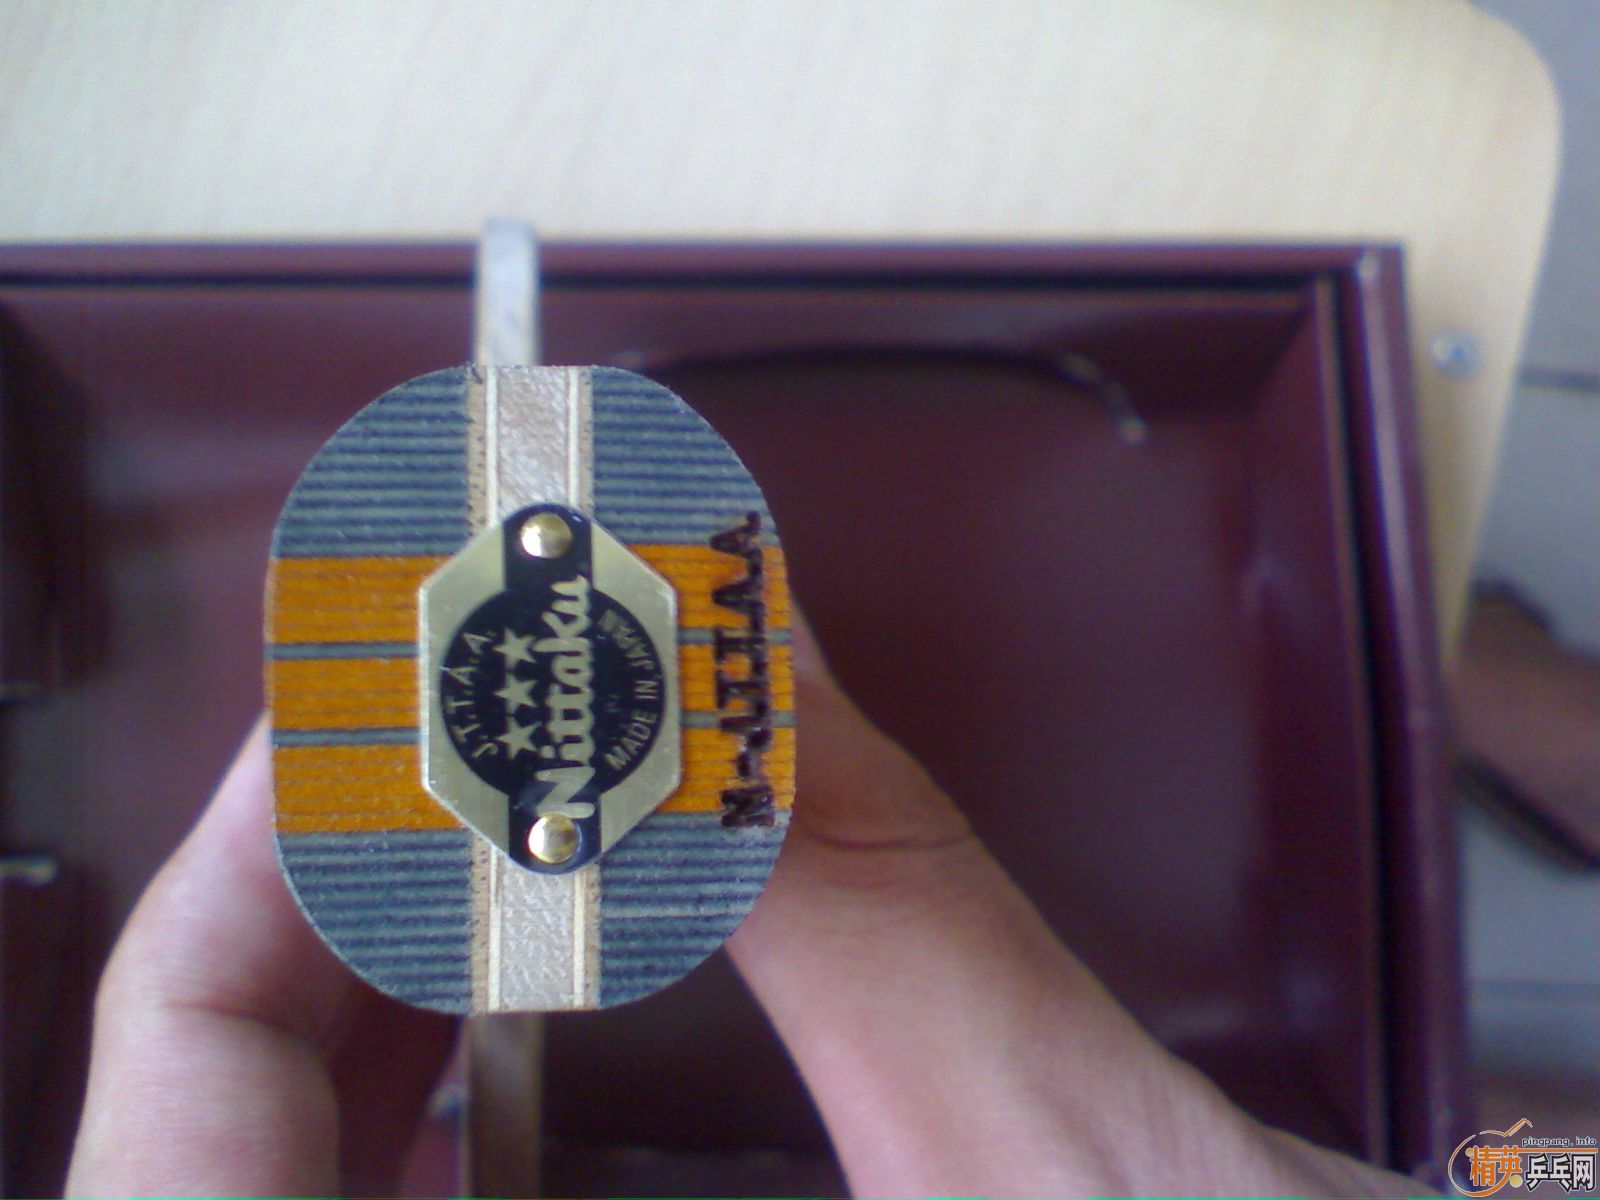 J.T.T.A.A.
Nittaku
MADE IN JAPAN
N-JTTAA
pingpang.info
精英乒乓网